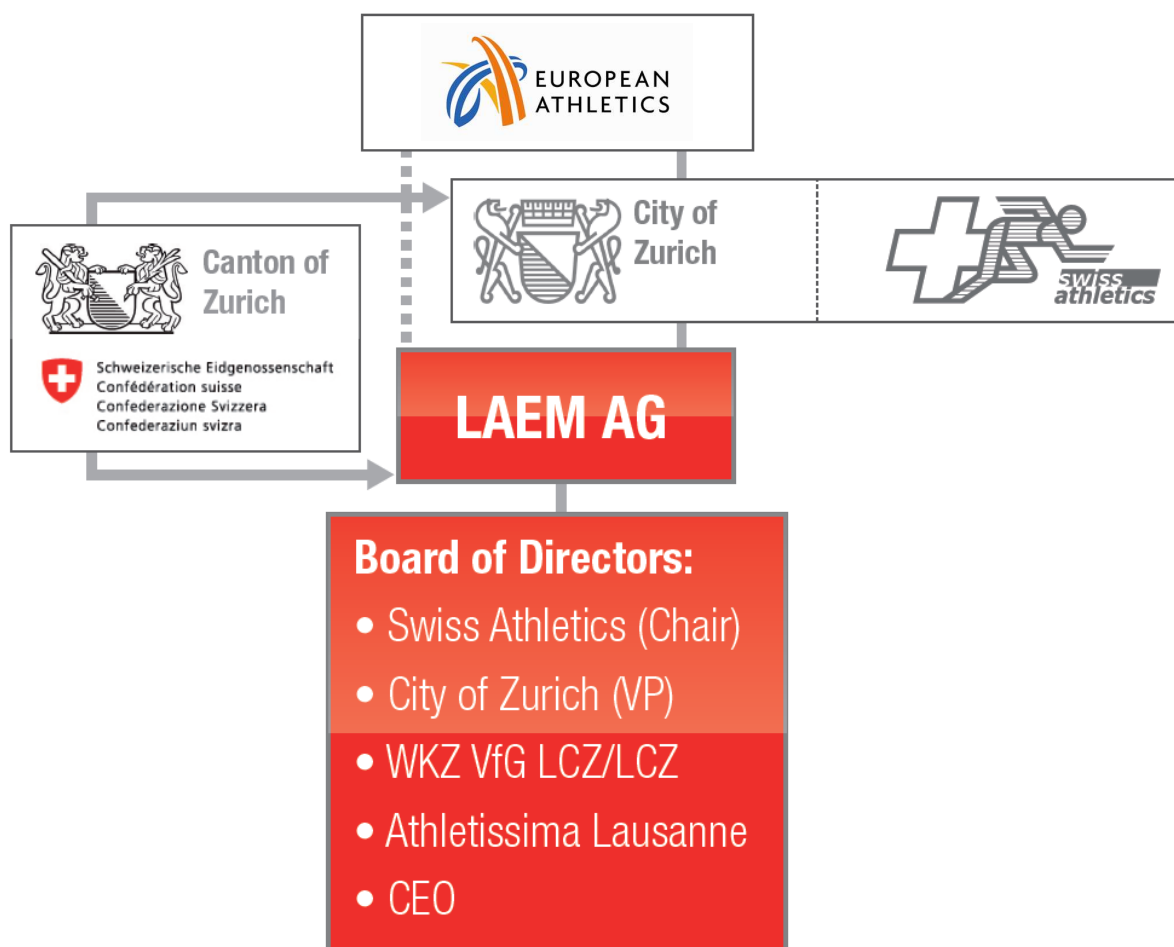 EUROPEAN
ATHLETICS
City of
Zurich
swiss
athletics
Canton of
Zurich
Schweizerische Eidgenossenschaft
Confédération suisse
Confederazione Svizzera
Confederaziun svizra
LAEM AG
Board of Directors:
• Swiss Athletics (Chair)
• City of Zurich (VP)
• WKZ VfG LCZ/LCZ
• Athletissima Lausanne
• CEO